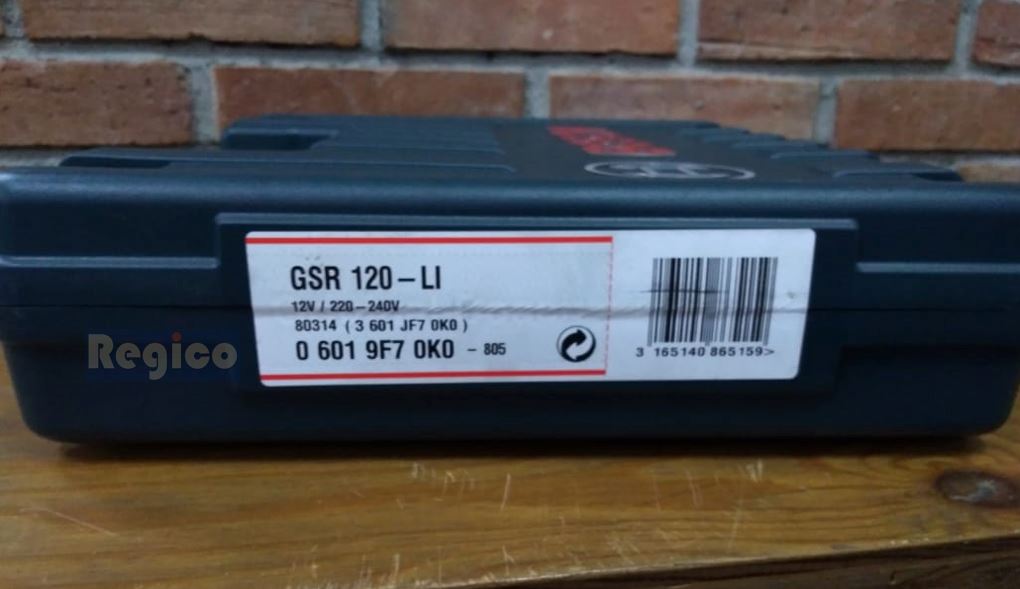 BOSCH
GSR 120-LI
12V / 220-240V
80314 ( 3 601 JF7 0K0 )
0 601 9F7 0K0 - 805
3 165140 865159>
Regico